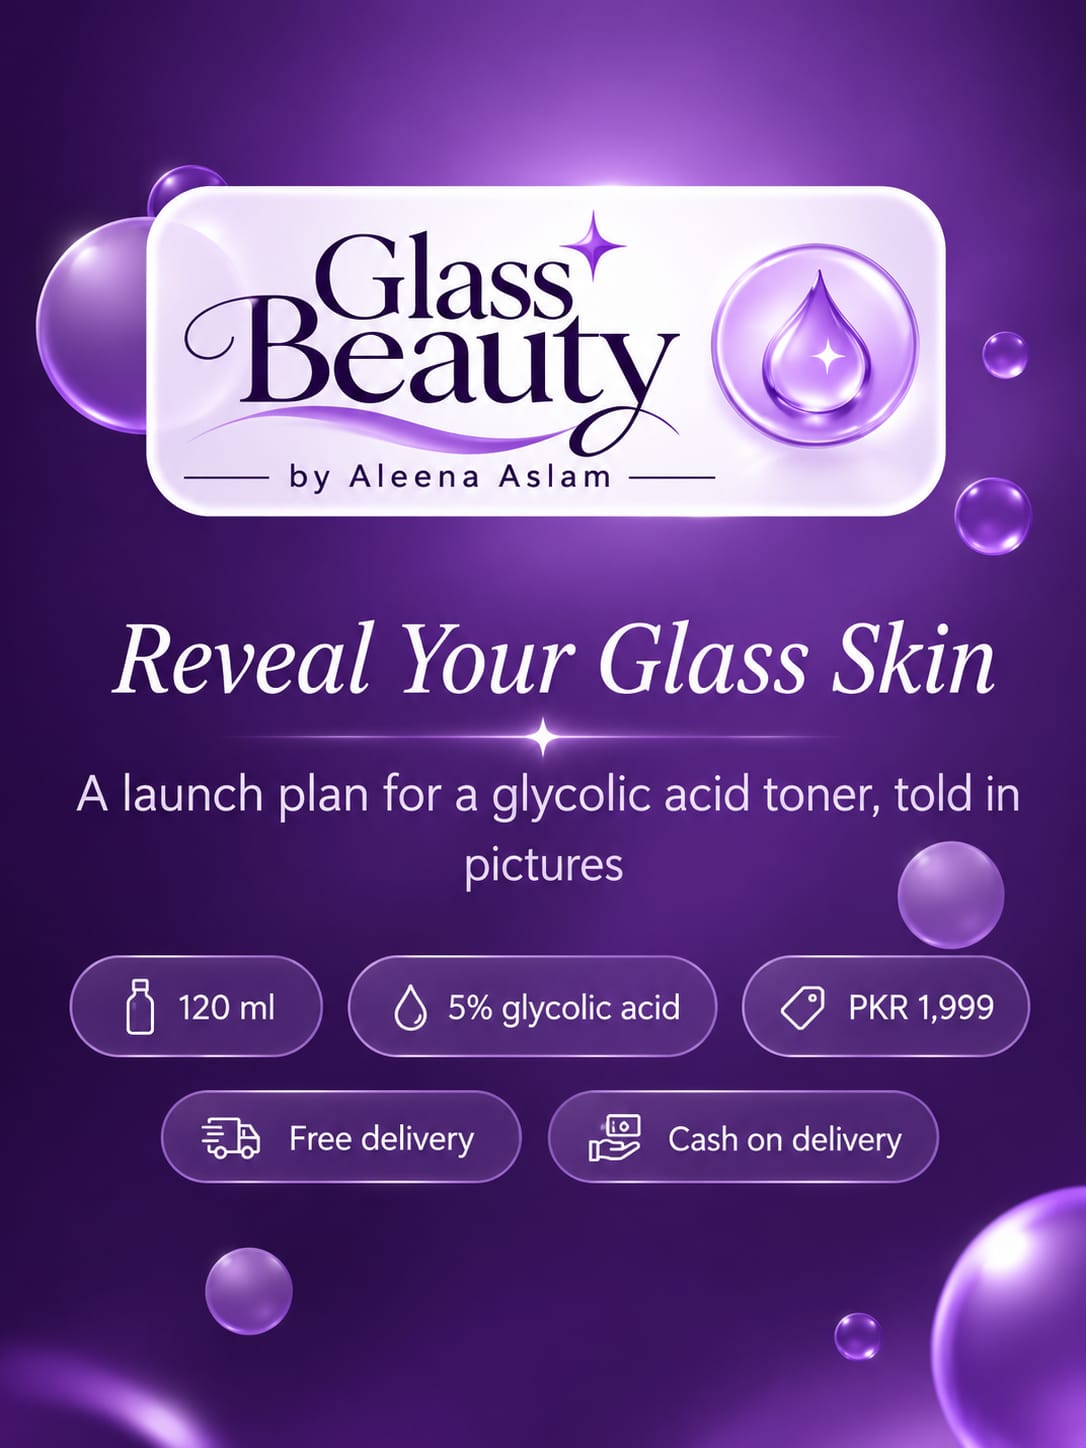 Glass
Beauty
by Aleena Aslam
Reveal Your Glass Skin
A launch plan for a glycolic acid toner, told in
pictures
120 ml
5% glycolic acid
PKR 1,999
Free delivery
Cash on delivery